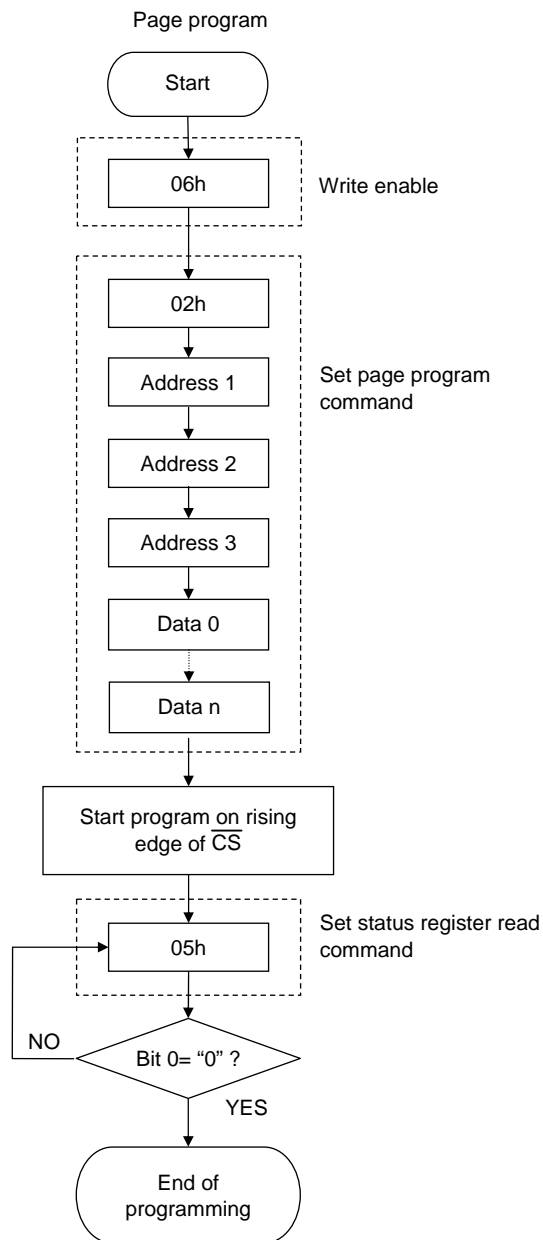 Page program
Start
06h
Write enable
02h
Address 1
Set page program
command
Address 2
Address 3
Data 0
Data n
Start program on rising
edge of C̅S̅
Set status register read
command
05h
NO
Bit 0= “0” ?
YES
End of
programming